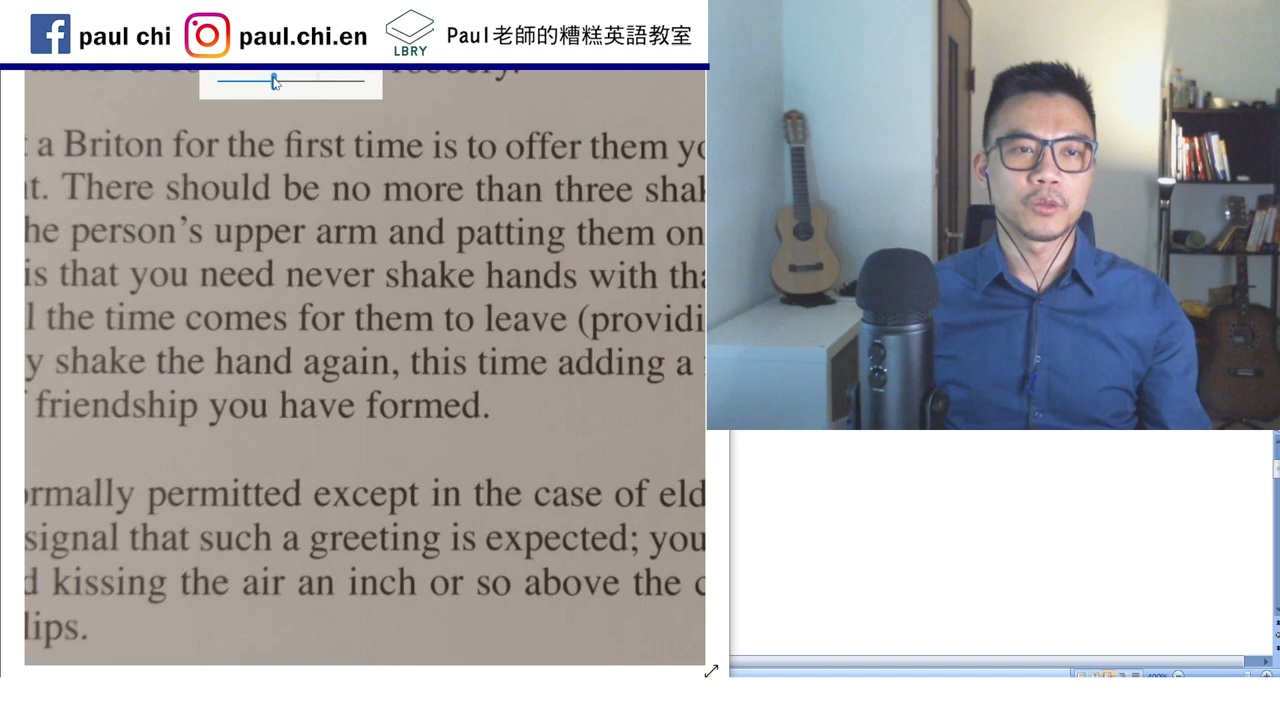 paul chi
paul.chi.en
LBRY
Paul老師的糟糕英語教室
a Briton for the first time is to offer them
There should be no more than three
person's upper arm and patting them on
is that you need never shake hands with
the time comes for them to leave
shake the hand again, this time adding a
friendship you have formed.
permitted except in the case of
signal that such a greeting is expected; you
kissing the air an inch or so above the
lips.
400%